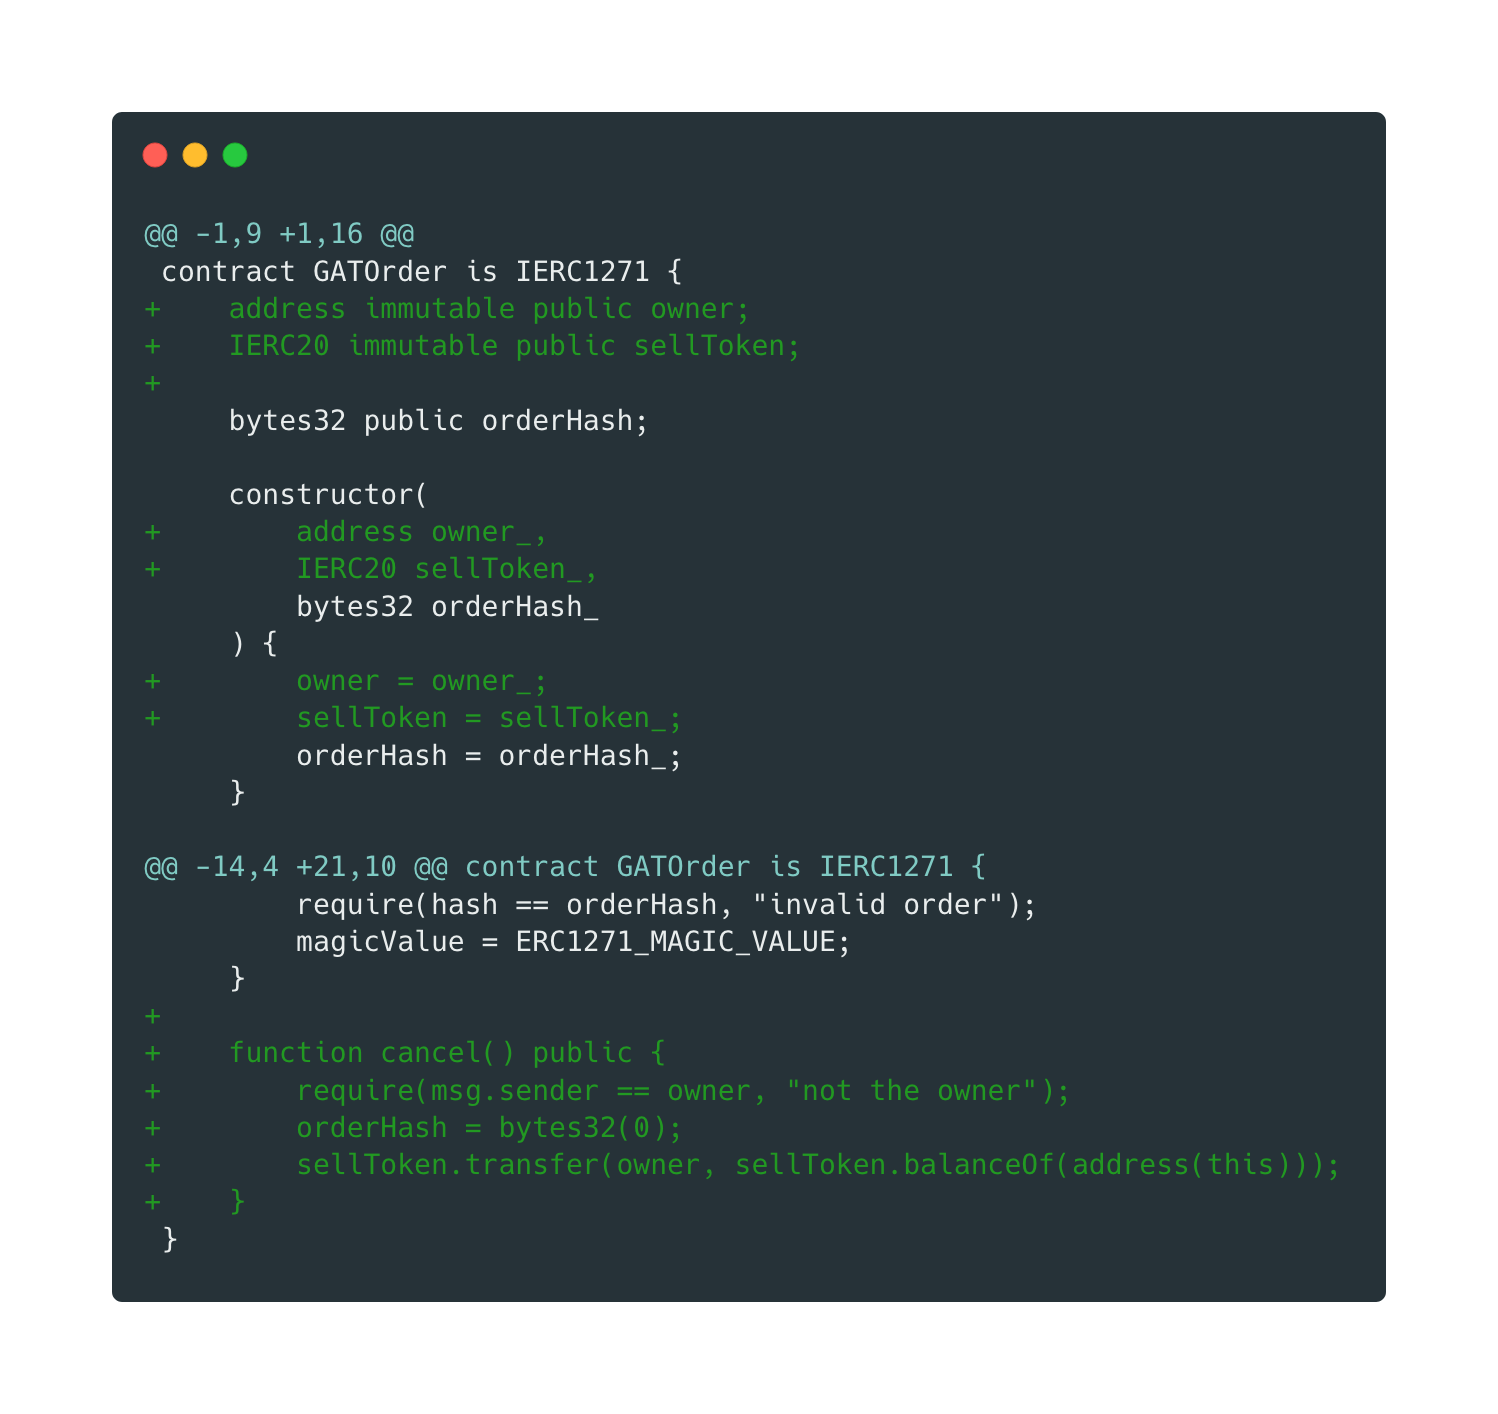 @@ -1,9 +1,16 @@
 contract GATOrder is IERC1271 {
+    address immutable public owner;
+    IERC20 immutable public sellToken;
+
     bytes32 public orderHash;

     constructor(
+        address owner_,
+        IERC20 sellToken_,
         bytes32 orderHash_
     ) {
+        owner = owner_;
+        sellToken = sellToken_;
         orderHash = orderHash_;
     }

@@ -14,4 +21,10 @@ contract GATOrder is IERC1271 {
         require(hash == orderHash, "invalid order");
         magicValue = ERC1271_MAGIC_VALUE;
     }
+
+    function cancel() public {
+        require(msg.sender == owner, "not the owner");
+        orderHash = bytes32(0);
+        sellToken.transfer(owner, sellToken.balanceOf(address(this)));
+    }
 }